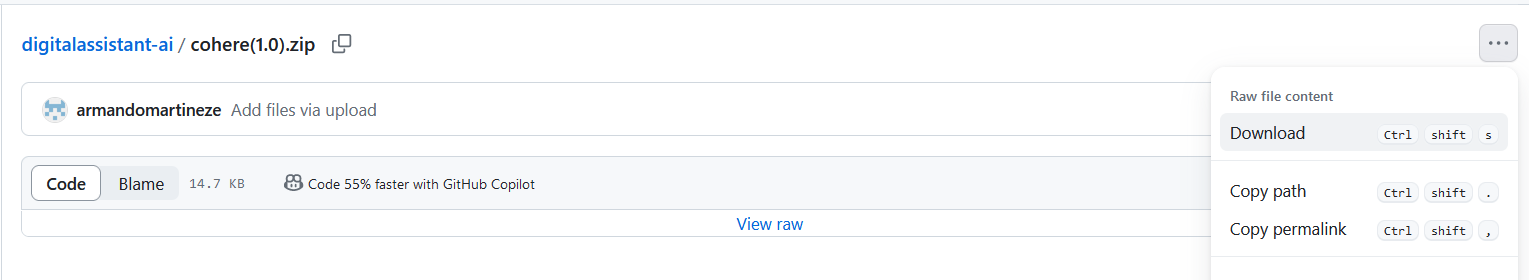 digitalassistant-ai / cohere(1.0).zip
armandomartineze Add files via upload
Raw file content
Download Ctrl shift s
Code Blame 14.7 KB Code 55% faster with GitHub Copilot
Copy path Ctrl shift .
View raw
Copy permalink Ctrl shift ,